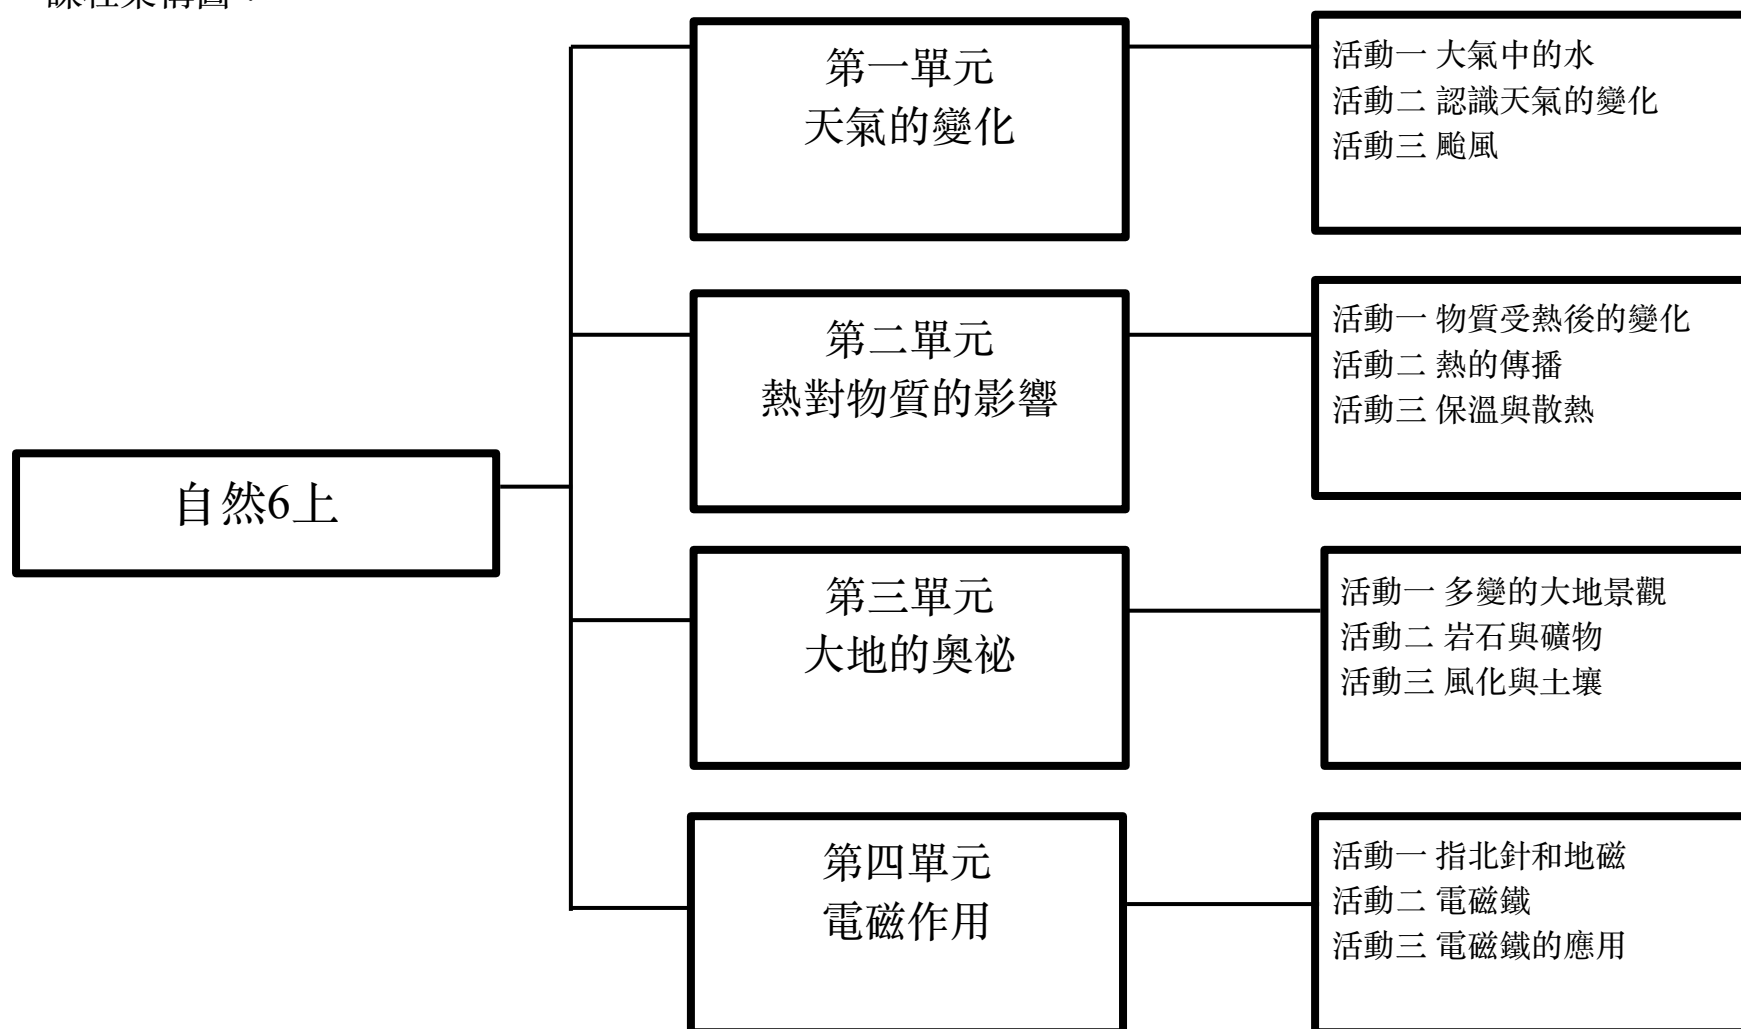 課程架構圖：
自然6上
第一單元
天氣的變化
活動一 大氣中的水
活動二 認識天氣的變化
活動三 颱風
第二單元
熱對物質的影響
活動一 物質受熱後的變化
活動二 熱的傳播
活動三 保溫與散熱
第三單元
大地的奧祕
活動一 多變的大地景觀
活動二 岩石與礦物
活動三 風化與土壤
第四單元
電磁作用
活動一 指北針和地磁
活動二 電磁鐵
活動三 電磁鐵的應用